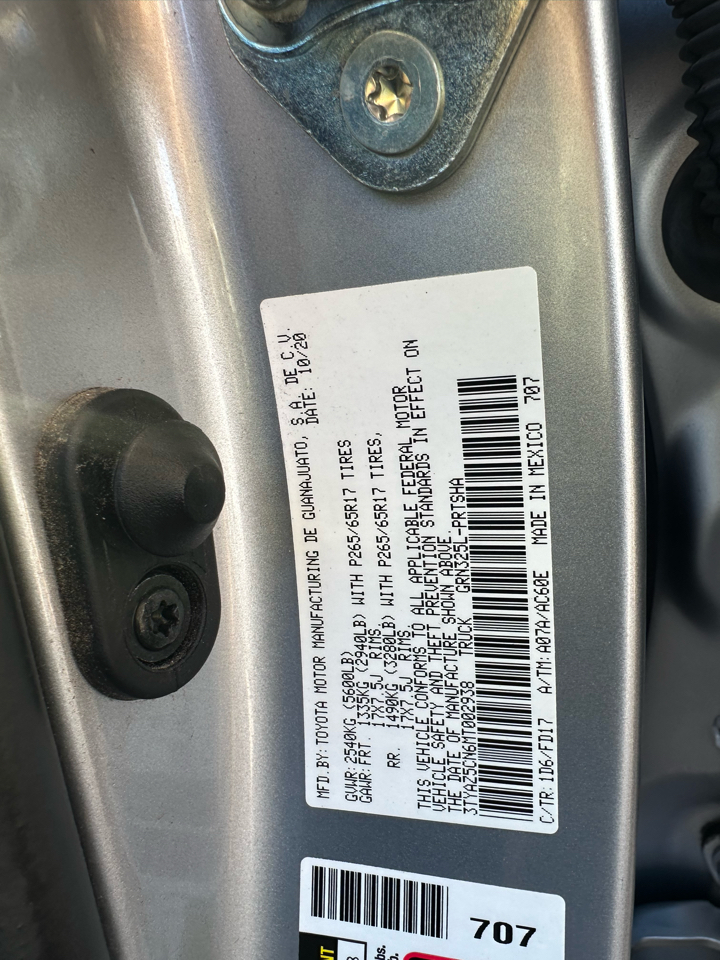 MFD.BY:TOYOTA MOTOR MANUFACTURING DE GUANAJUATO, S.A. DE C.V.
DATE: 10/20
GVWR:2540KG (5600LB)
GAWR:FRT. 1335KG (2940LB) WITH P265/65R17 TIRES
17X7.5J RIMS
RR. 1490KG (3280LB) WITH P265/65R17 TIRES,
17X7.5J RIMS
THIS VEHICLE CONFORMS TO ALL APPLICABLE FEDERAL MOTOR
VEHICLE SAFETY AND THEFT PREVENTION STANDARDS IN EFFECT ON
THE DATE OF MANUFACTURE SHOWN ABOVE.
3TYAZ5CN6MT002938 TRUCK GRN325L-PRTSHA
C/TR:1D6/FD17 A/TM:A07A/AC60E MADE IN MEXICO 707
707